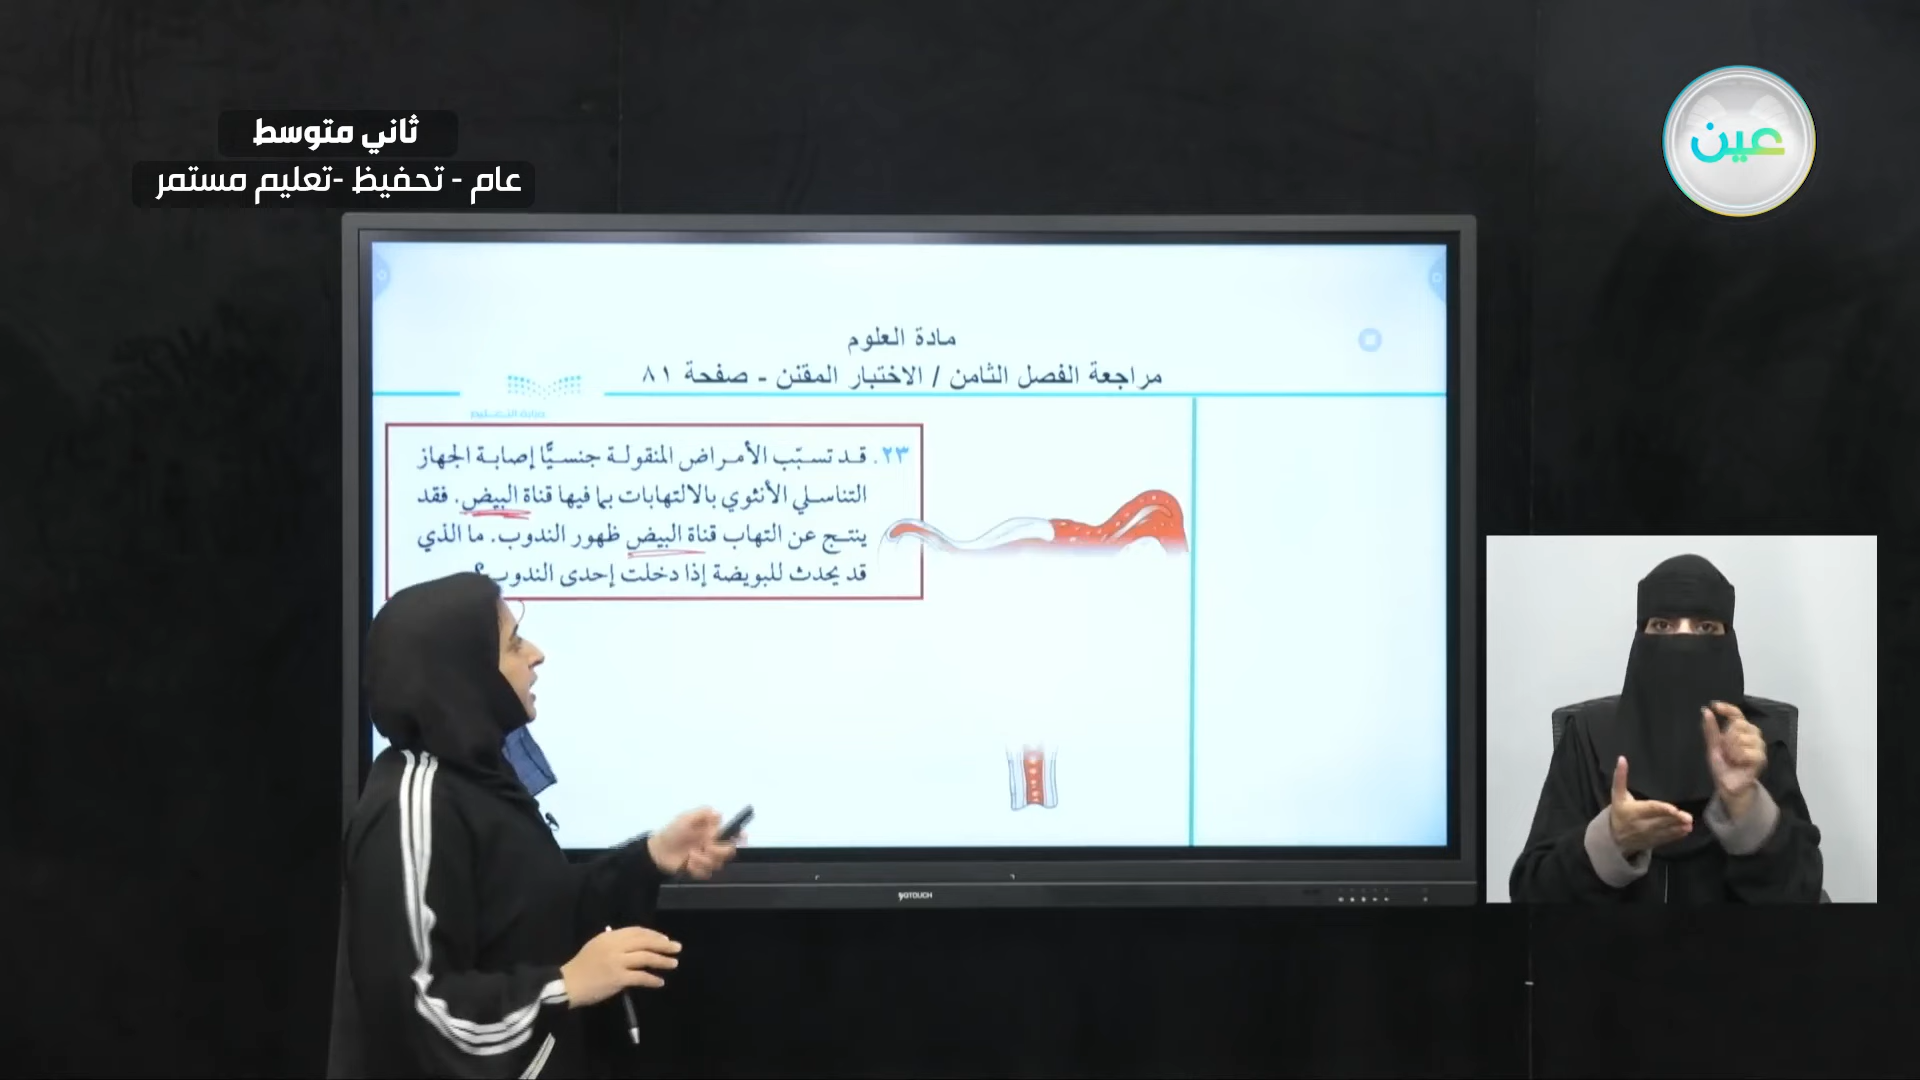 ثاني متوسط
عام - تحفيظ -تعليم مستمر
عين
مادة العلوم
مراجعة الفصل الثامن / الاختبار المقنن - صفحة ٨١
وزارة التعليم
٢٣. قد تسبّب الأمراض المنقولة جنسيًّا إصابة الجهاز
التناسلي الأنثوي بالالتهابات بما فيها قناة البيض. فقد
ينتج عن التهاب قناة البيض ظهور الندوب. ما الذي
قد يحدث للبويضة إذا دخلت إحدى الندوب؟